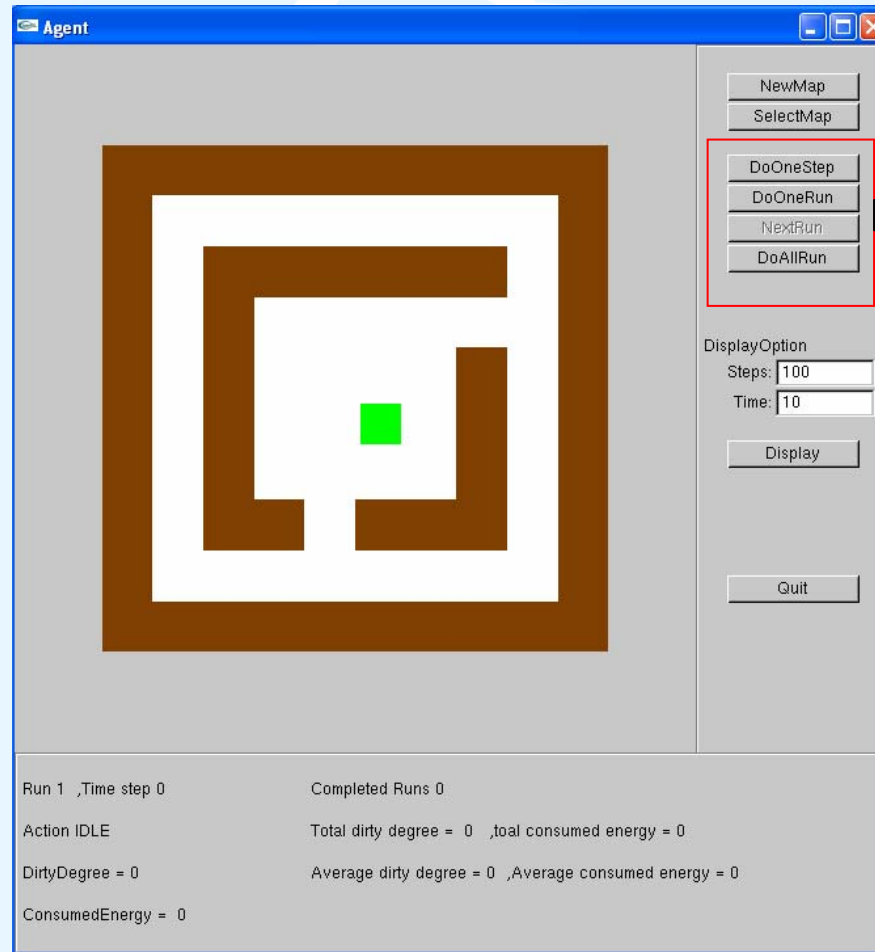 Agent
NewMap
SelectMap
DoOneStep
DoOneRun
NextRun
DoAllRun
DisplayOption
Steps: 100
Time: 10
Display
Quit
Run 1 ,Time step 0
Completed Runs 0
Action IDLE
Total dirty degree = 0 ,toal consumed energy = 0
DirtyDegree = 0
Average dirty degree = 0 ,Average consumed energy = 0
ConsumedEnergy = 0